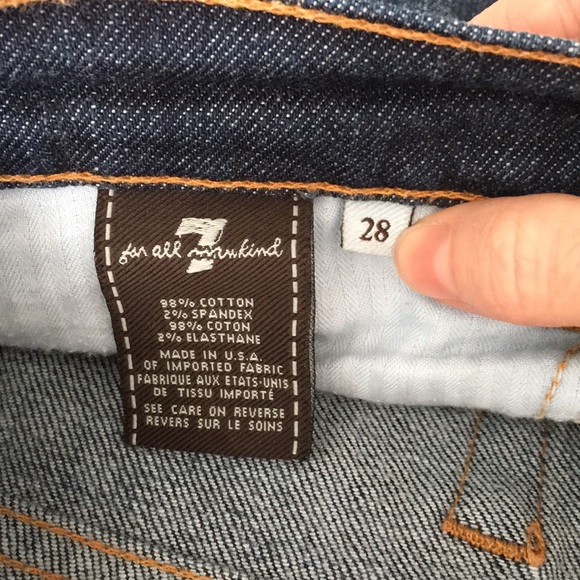 7
for all mankind
28
98% COTTON
2% SPANDEX
98% COTON
2% ELASTHANE
MADE IN U.S.A.
OF IMPORTED FABRIC
FABRIQUE AUX ETATS-UNIS
DE TISSU IMPORTÉ
SEE CARE ON REVERSE
REVERS SUR LE SOINS